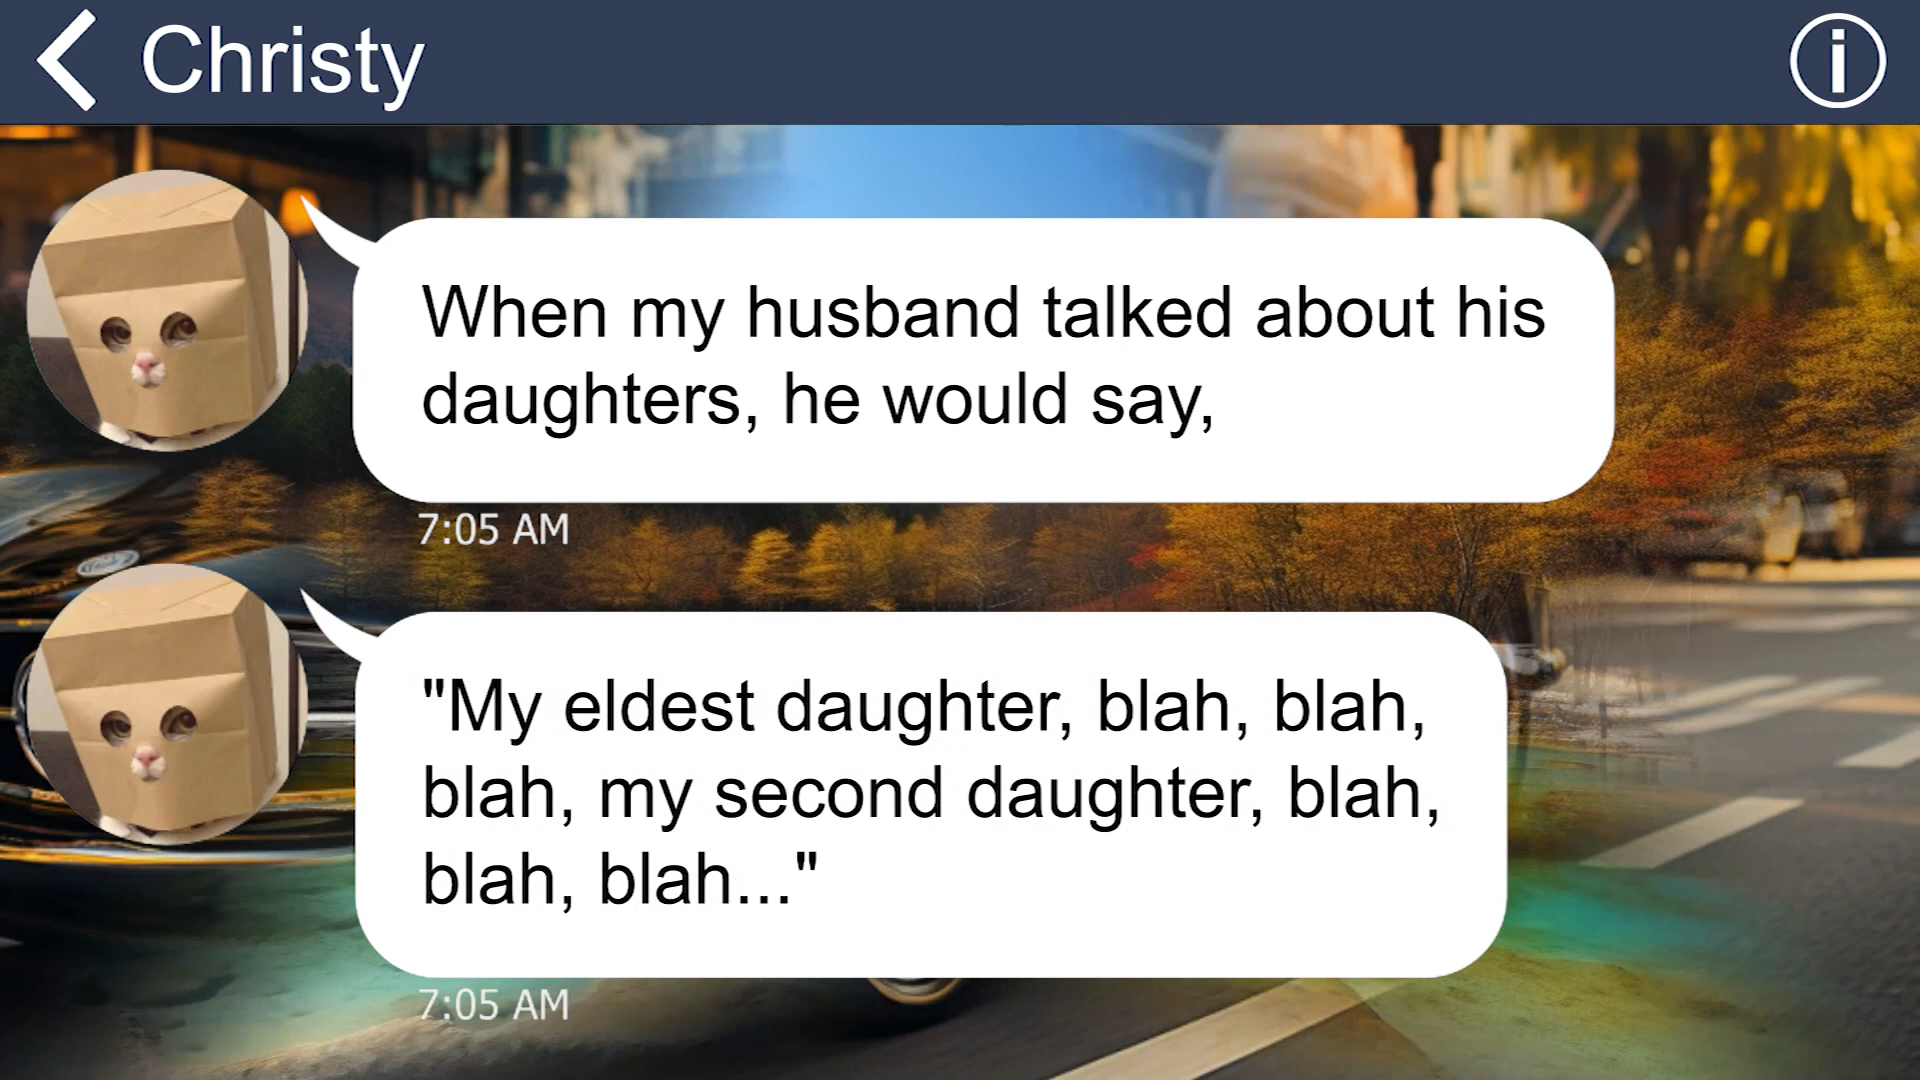 Christy
When my husband talked about his
daughters, he would say,
7:05 AM
"My eldest daughter, blah, blah,
blah, my second daughter, blah,
blah, blah..."
7:05 AM